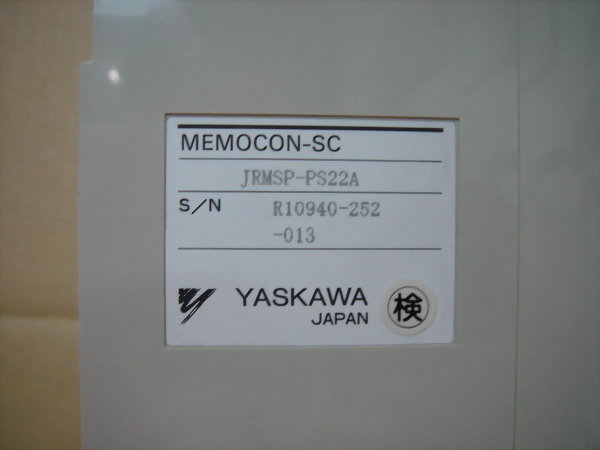 MEMOCON-SC
JRMSP-PS22A
S/N R10940-252
-013
YASKAWA
JAPAN
検